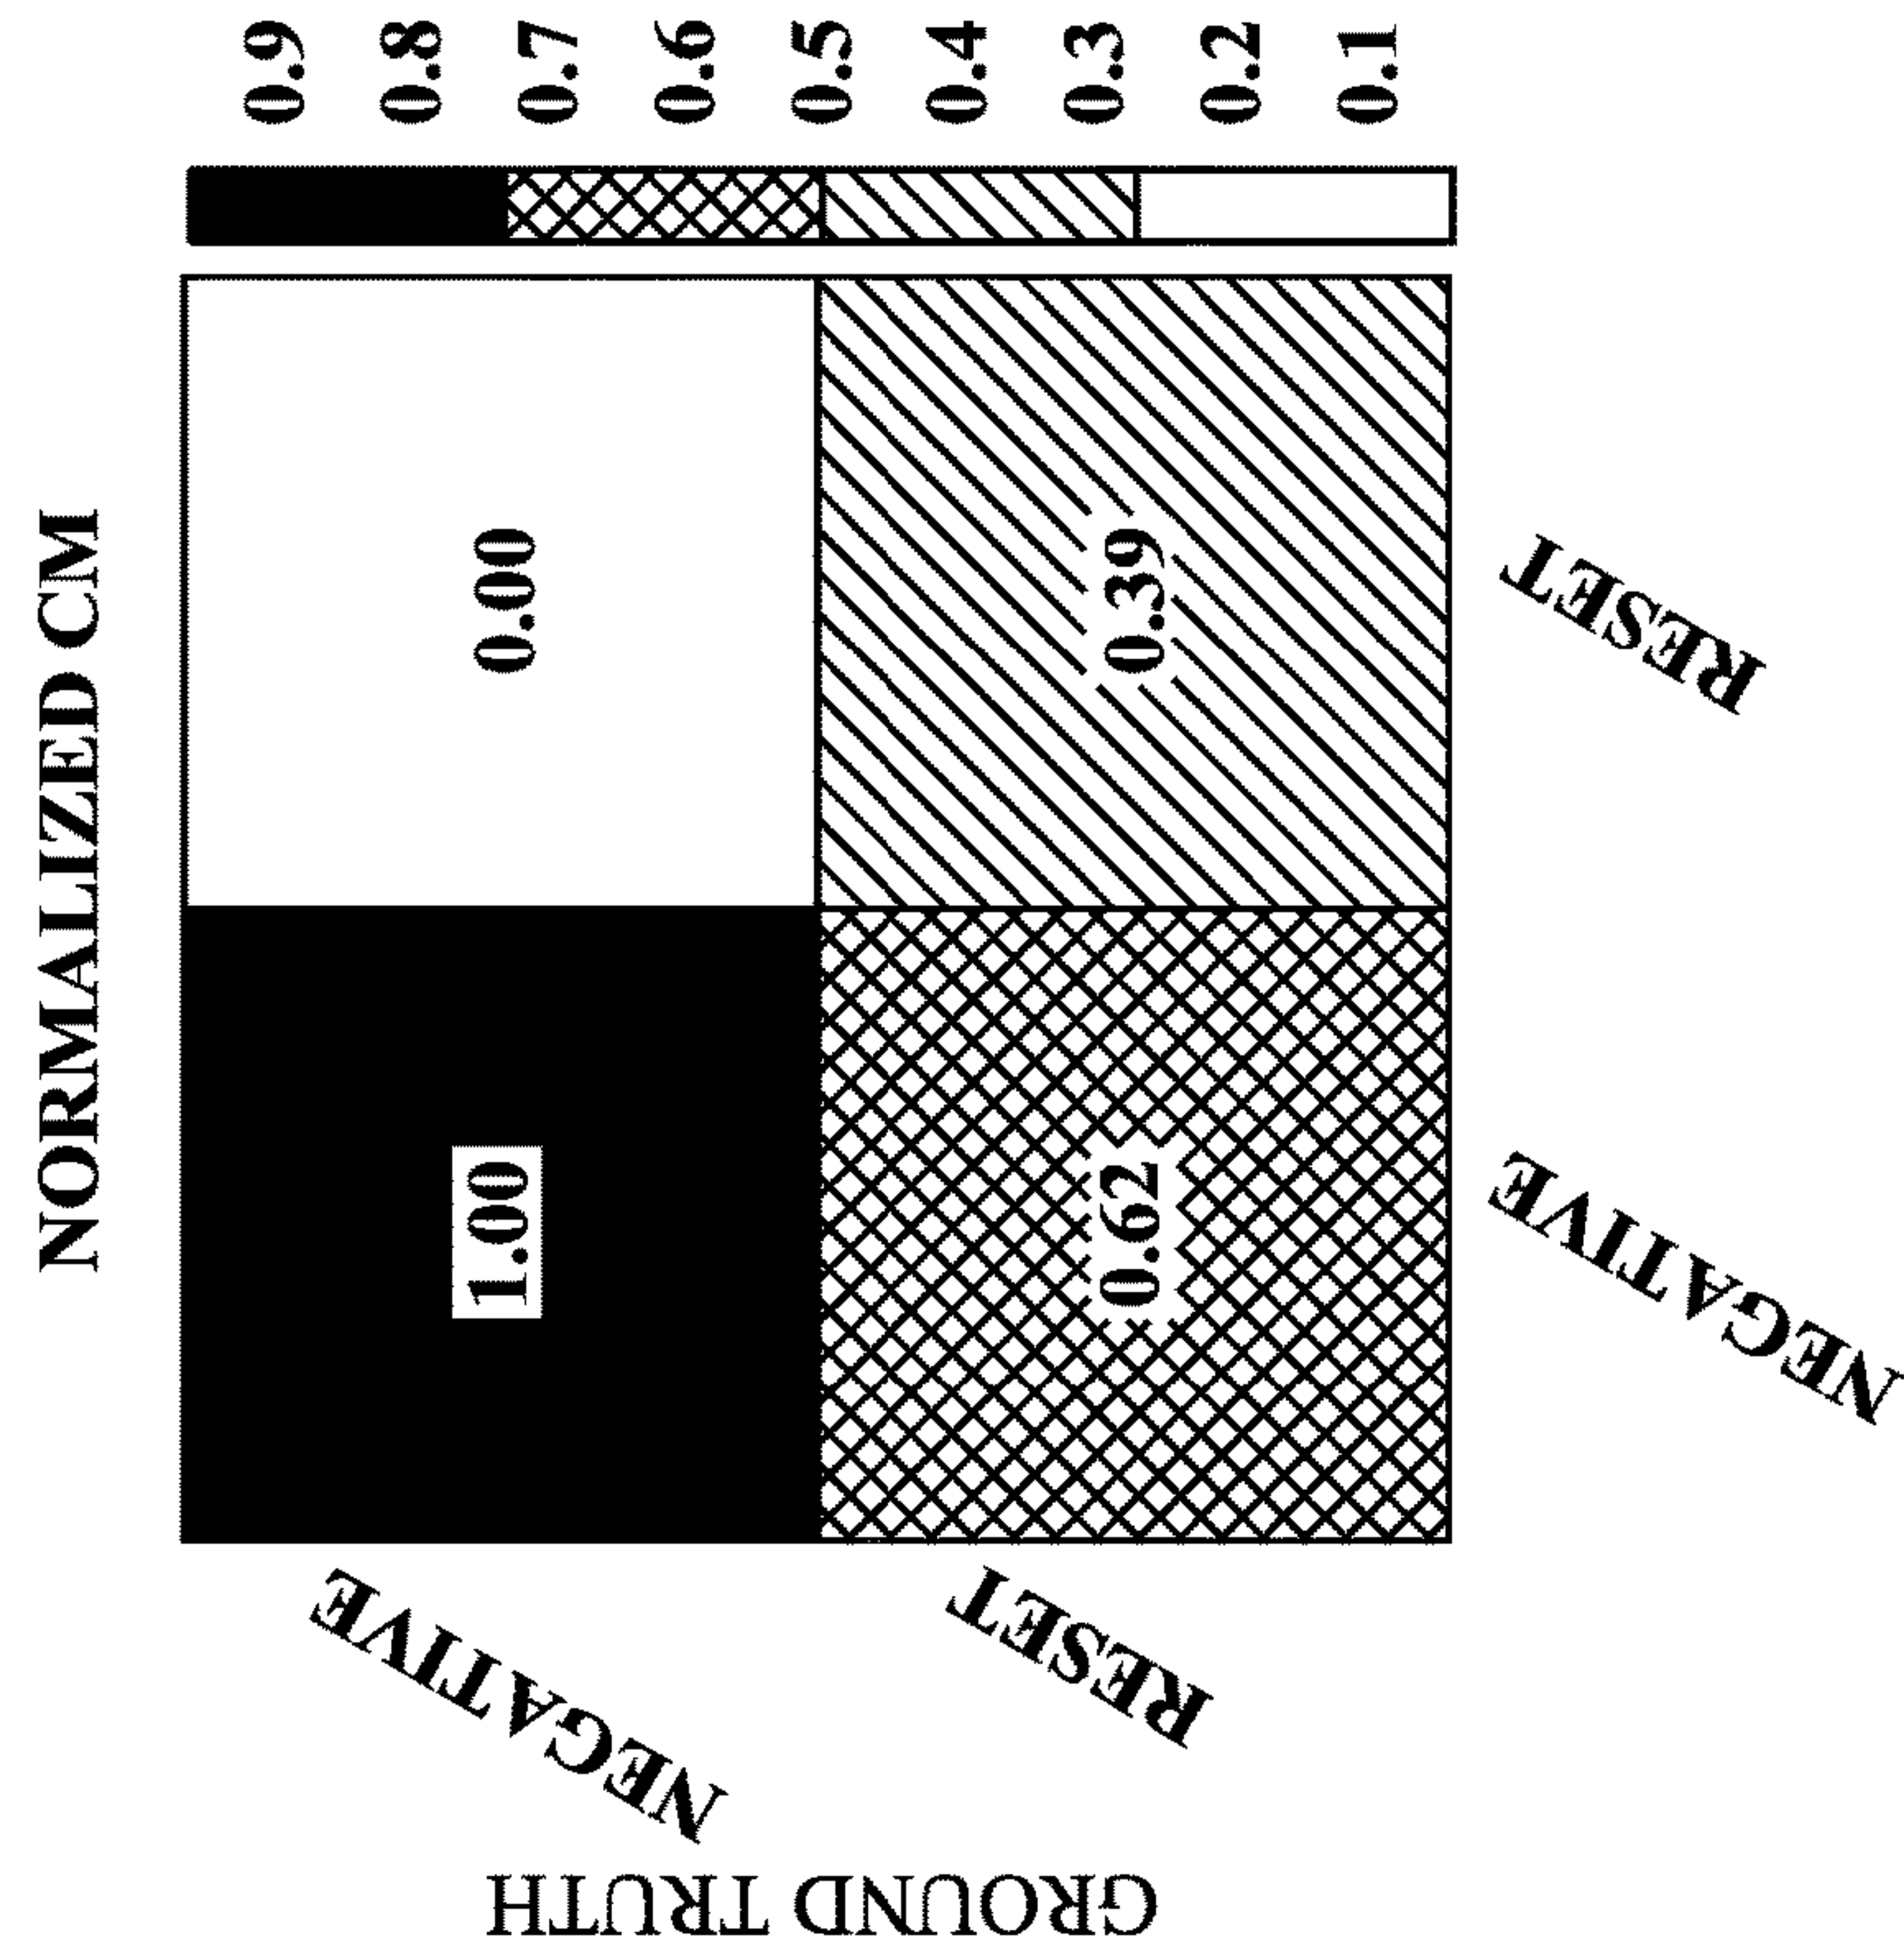 NORMALIZED CM
GROUND TRUTH
NEGATIVE
1.00
0.00
RESET
0.62
0.39
NEGATIVE
RESET
0.9
0.8
0.7
0.6
0.5
0.4
0.3
0.2
0.1